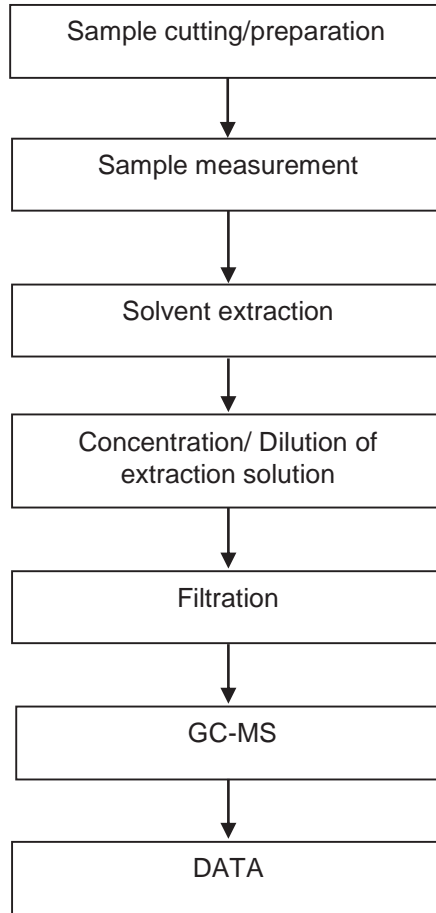 Sample cutting/preparation
Sample measurement
Solvent extraction
Concentration/ Dilution of
extraction solution
Filtration
GC-MS
DATA